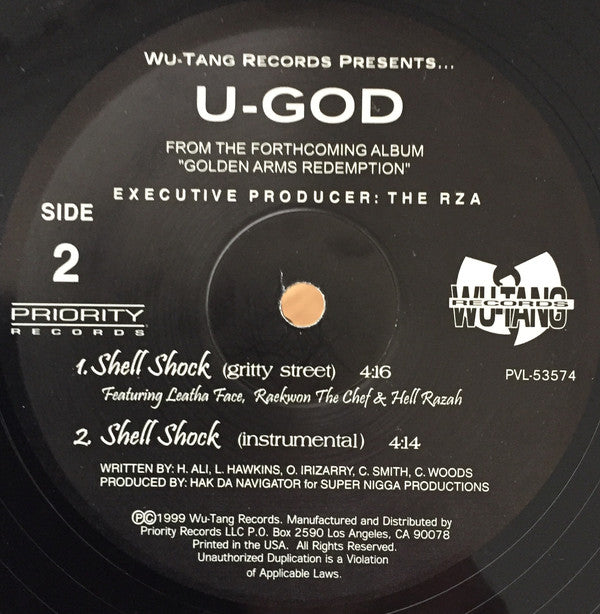 WU-TANG RECORDS PRESENTS...
U-GOD
FROM THE FORTHCOMING ALBUM
"GOLDEN ARMS REDEMPTION"
EXECUTIVE PRODUCER: THE RZA
SIDE
2
PRIORITY
RECORDS
WU-TANG
RECORDS
1. Shell Shock (gritty street) 4:16
PVL-53574
Featuring Leatha Face, Raekwon The Chef & Hell Razah
2. Shell Shock (instrumental) 4:14
WRITTEN BY: H. ALI, L. HAWKINS, O. IRIZARRY, C. SMITH, C. WOODS
PRODUCED BY: HAK DA NAVIGATOR for SUPER NIGGA PRODUCTIONS
℗©1999 Wu-Tang Records. Manufactured and Distributed by
Priority Records LLC P.O. Box 2590 Los Angeles, CA 90078
Printed in the USA. All Rights Reserved.
Unauthorized Duplication is a Violation
of Applicable Laws.